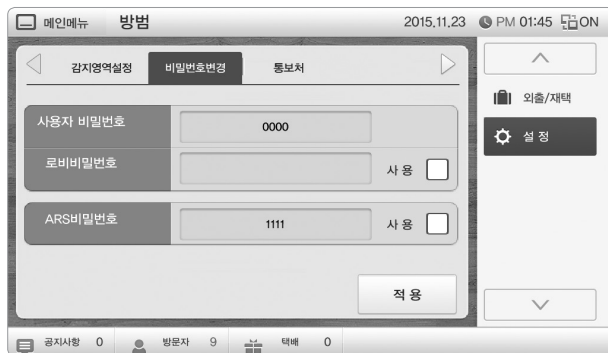 메인메뉴 방범 2015.11.23 PM 01:45 ON
감지영역설정 비밀번호변경 통보처
사용자 비밀번호 0000
로비비밀번호 사용
ARS비밀번호 1111 사용
적용
외출/재택
설정
공지사항 0 방문자 9 택배 0